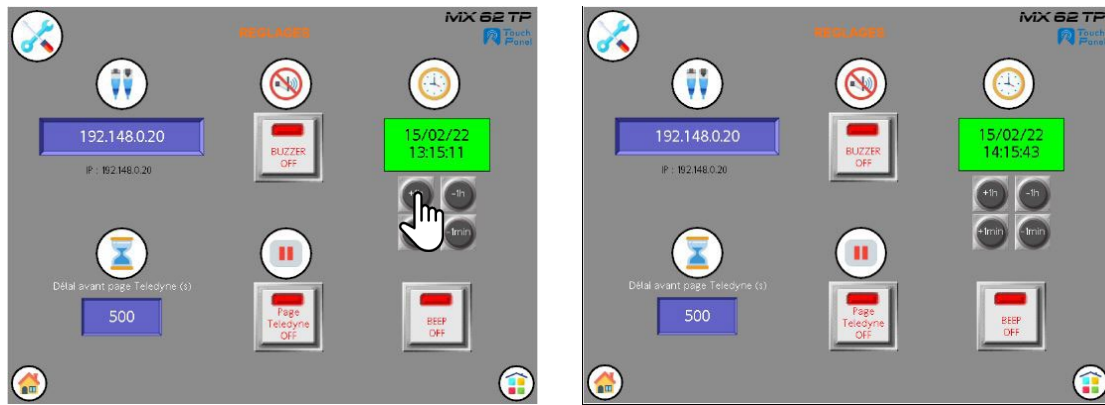 MX 62 TP
REGLAGES
Touch
Panel
192.148.0.20
BUZZER
OFF
15/02/22
13:15:11
IP : 192.148.0.20
-1h
-1min
Délai avant page Teledyne (s)
500
Page
Teledyne
OFF
BEEP
OFF
MX 62 TP
REGLAGES
Touch
Panel
192.148.0.20
BUZZER
OFF
15/02/22
14:15:43
IP : 192.148.0.20
+1h
-1h
+1min
-1min
Délai avant page Teledyne (s)
500
Page
Teledyne
OFF
BEEP
OFF